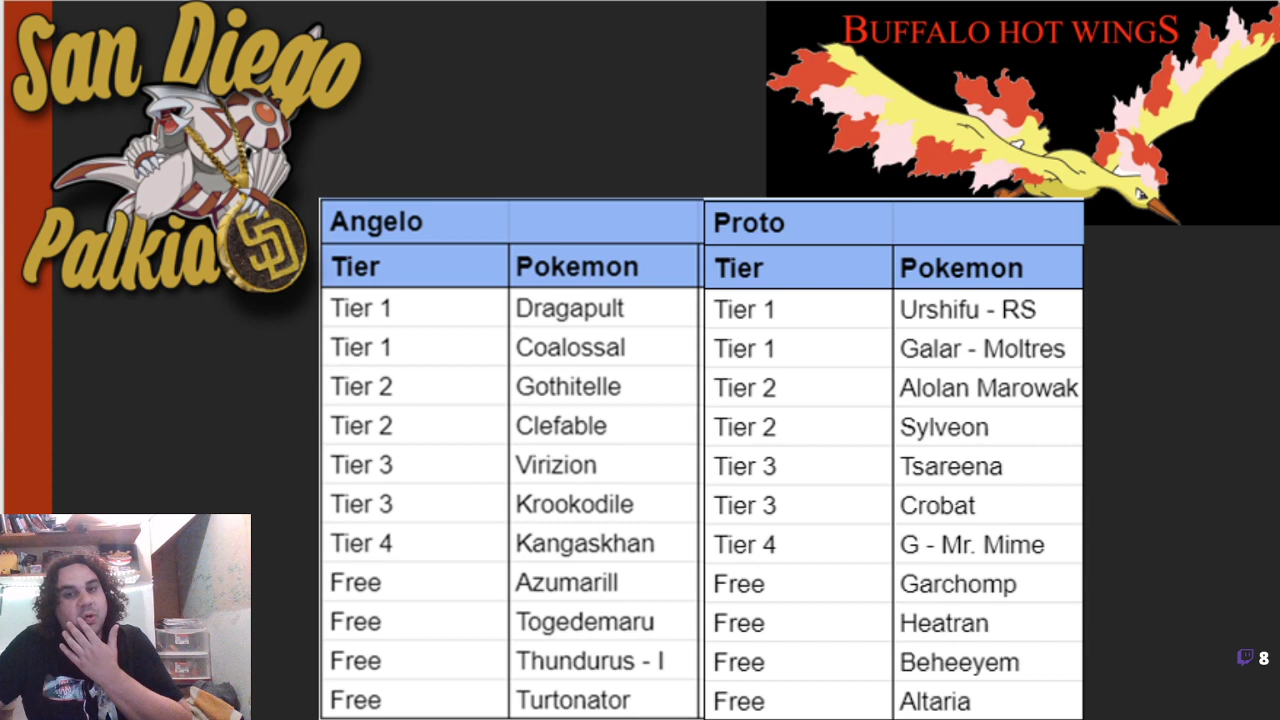 San Diego
Palkia
SD
BUFFALO HOT WINGS
Angelo
Tier Pokemon
Tier 1 Dragapult
Tier 1 Coalossal
Tier 2 Gothitelle
Tier 2 Clefable
Tier 3 Virizion
Tier 3 Krookodile
Tier 4 Kangaskhan
Free Azumarill
Free Togedemaru
Free Thundurus - I
Free Turtonator
Proto
Tier Pokemon
Tier 1 Urshifu - RS
Tier 1 Galar - Moltres
Tier 2 Alolan Marowak
Tier 2 Sylveon
Tier 3 Tsareena
Tier 3 Crobat
Tier 4 G - Mr. Mime
Free Garchomp
Free Heatran
Free Beheeyem
Free Altaria
8